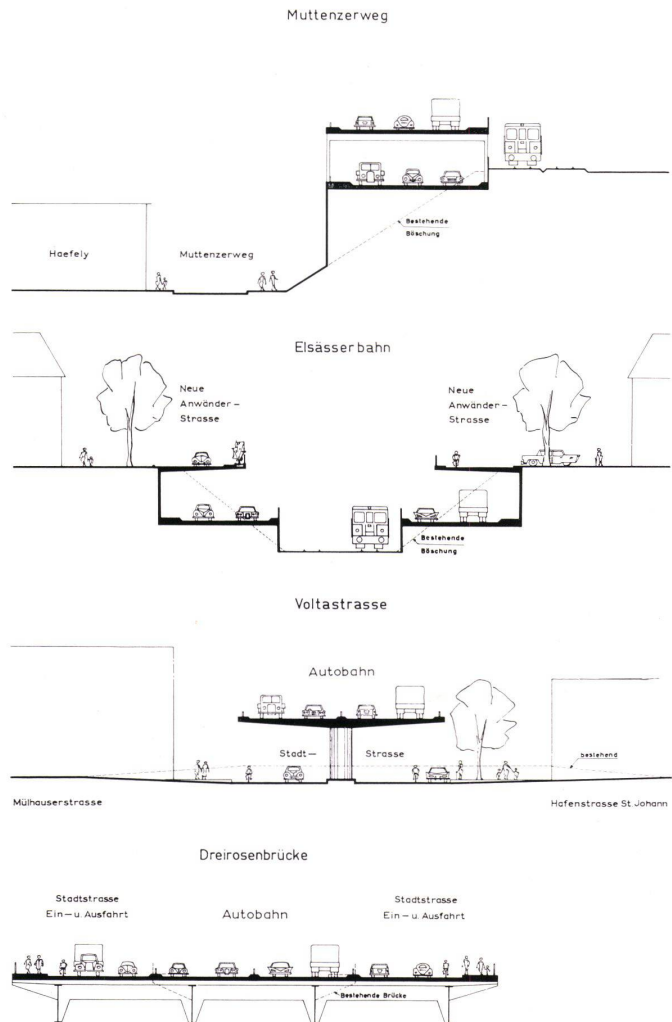 Muttenzerweg
Bestehende
Böschung
Haefely
Muttenzerweg
Elsässerbahn
Neue
Anwänder–
Strasse
Neue
Anwänder–
Strasse
Bestehende
Böschung
Voltastrasse
Autobahn
Stadt– Strasse
bestehend
Mülhauserstrasse
Hafenstrasse St. Johann
Dreirosenbrücke
Stadtstrasse
Ein– u. Ausfahrt
Autobahn
Stadtstrasse
Ein– u. Ausfahrt
Bestehende Brücke